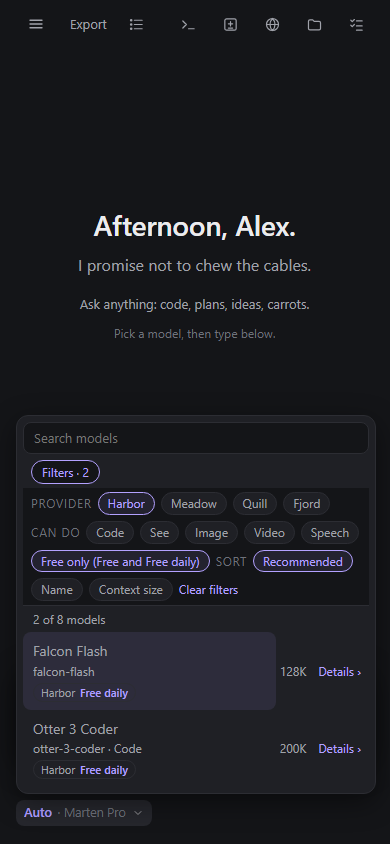 Export
Afternoon, Alex.
I promise not to chew the cables.
Ask anything: code, plans, ideas, carrots.
Pick a model, then type below.
Search models
Filters · 2
PROVIDER Harbor Meadow Quill Fjord
CAN DO Code See Image Video Speech
Free only (Free and Free daily) SORT Recommended
Name Context size Clear filters
2 of 8 models
Falcon Flash
falcon-flash 128K Details ›
Harbor Free daily
Otter 3 Coder
otter-3-coder · Code 200K Details ›
Harbor Free daily
Auto · Marten Pro